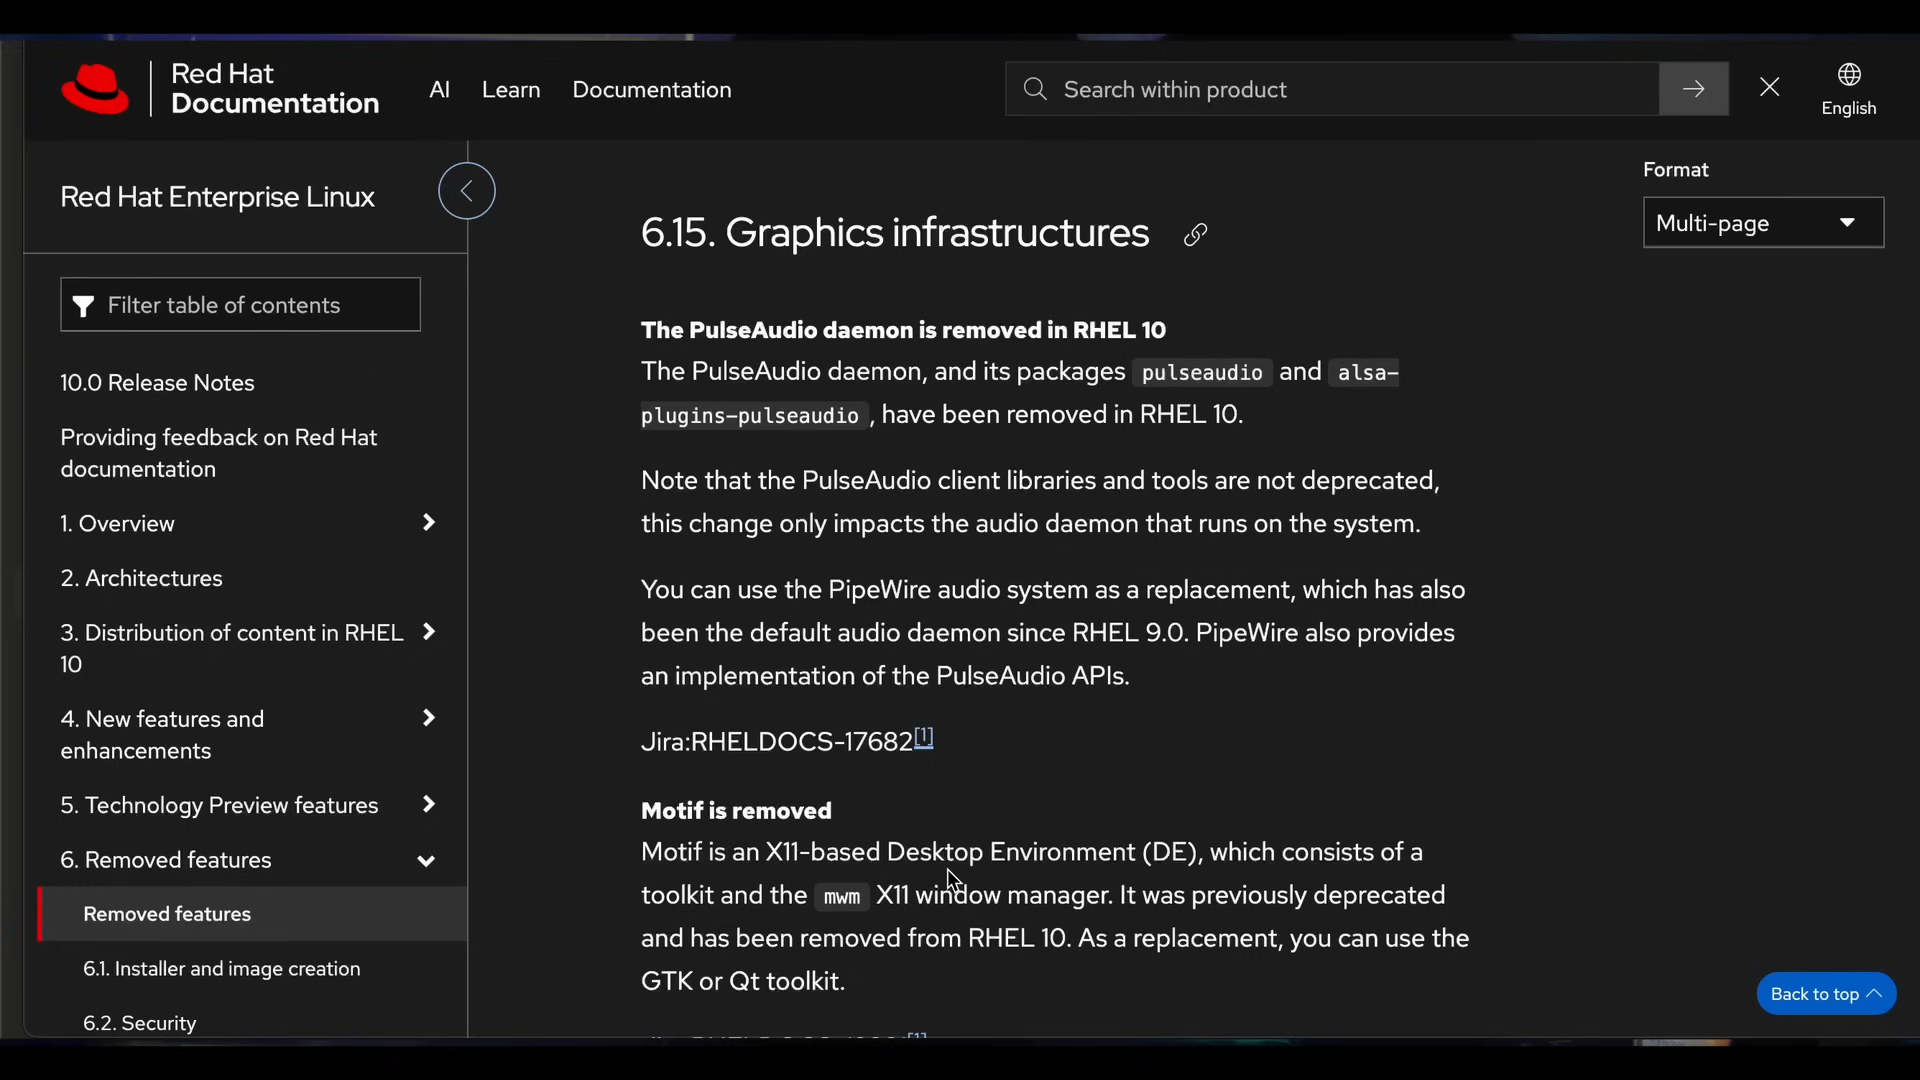 Red Hat
Documentation
AI
Learn
Documentation
Search within product
English
Red Hat Enterprise Linux
Filter table of contents
10.0 Release Notes
Providing feedback on Red Hat
documentation
1. Overview
2. Architectures
3. Distribution of content in RHEL
10
4. New features and
enhancements
5. Technology Preview features
6. Removed features
Removed features
6.1. Installer and image creation
6.2. Security
6.15. Graphics infrastructures
The PulseAudio daemon is removed in RHEL 10
The PulseAudio daemon, and its packages pulseaudio and alsa-
plugins-pulseaudio , have been removed in RHEL 10.
Note that the PulseAudio client libraries and tools are not deprecated,
this change only impacts the audio daemon that runs on the system.
You can use the PipeWire audio system as a replacement, which has also
been the default audio daemon since RHEL 9.0. PipeWire also provides
an implementation of the PulseAudio APIs.
Jira:RHELDOCS-17682[1]
Motif is removed
Motif is an X11-based Desktop Environment (DE), which consists of a
toolkit and the mwm X11 window manager. It was previously deprecated
and has been removed from RHEL 10. As a replacement, you can use the
GTK or Qt toolkit.
Format
Multi-page
Back to top